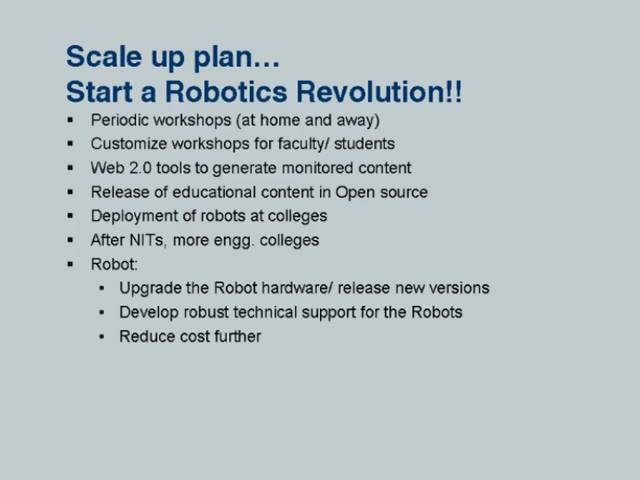 Scale up plan…
Start a Robotics Revolution!!
▪ Periodic workshops (at home and away)
▪ Customize workshops for faculty/ students
▪ Web 2.0 tools to generate monitored content
▪ Release of educational content in Open source
▪ Deployment of robots at colleges
▪ After NITs, more engg. colleges
▪ Robot:
• Upgrade the Robot hardware/ release new versions
• Develop robust technical support for the Robots
• Reduce cost further